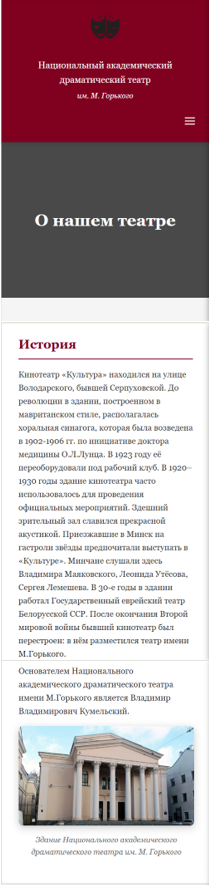 Национальный академический
драматический театр
им. М. Горького
О нашем театре
История
Кинотеатр «Культура» находился на улице
Володарского, бывшей Серпуховской. До
революции в здании, построенном в
мавританском стиле, располагалась
хоральная синагога, которая была возведена
в 1902-1906 гг. по инициативе доктора
медицины О.Л.Лунца. В 1923 году её
переоборудовали под рабочий клуб. В 1920–
1930 годы здание кинотеатра часто
использовалось для проведения
официальных мероприятий. Здешний
зрительный зал славился прекрасной
акустикой. Приезжавшие в Минск на
гастроли звёзды предпочитали выступать в
«Культуре». Минчане слушали здесь
Владимира Маяковского, Леонида Утёсова,
Сергея Лемешева. В 30-е годы в здании
работал Государственный еврейский театр
Белорусской ССР. После окончания Второй
мировой войны бывший кинотеатр был
перестроен: в нём разместился театр имени
М.Горького.
Основателем Национального
академического драматического театра
имени М.Горького является Владимир
Владимирович Кумельский.
Здание Национального академического
драматического театра им. М. Горького